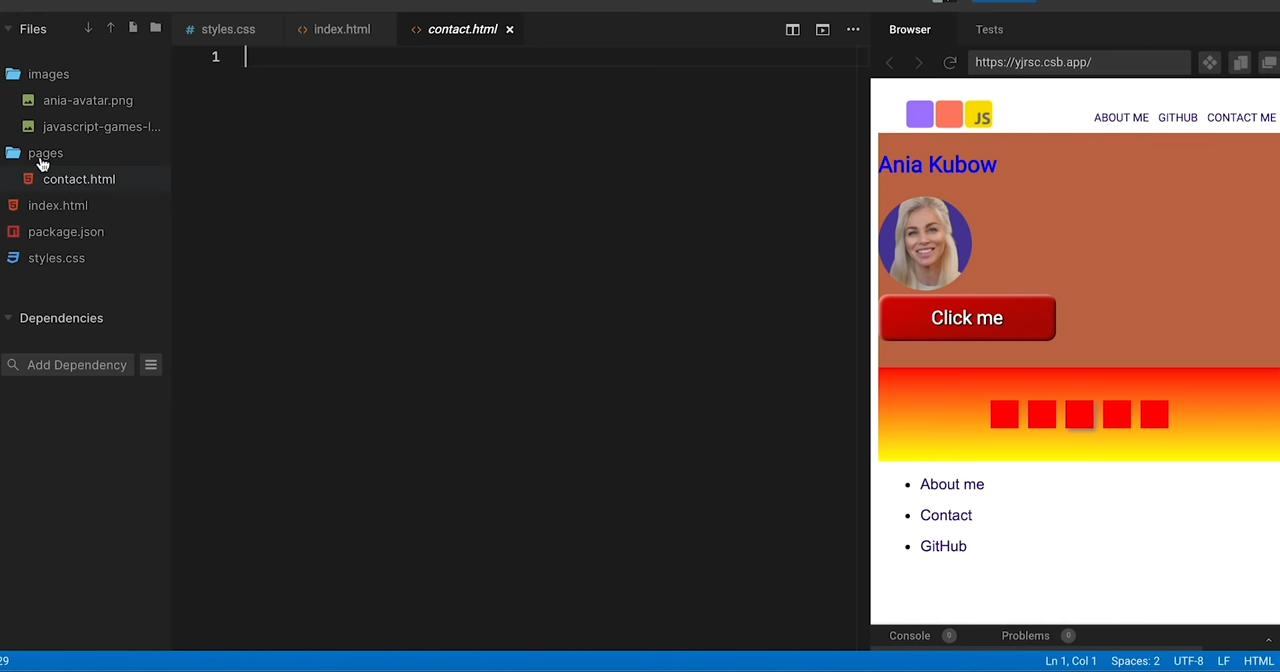 Files
styles.css
index.html
contact.html
images
ania-avatar.png
javascript-games-l...
pages
contact.html
index.html
package.json
styles.css
Dependencies
Add Dependency
1
Browser
Tests
https://yjrsc.csb.app/
JS
ABOUT ME GITHUB CONTACT ME
Ania Kubow
Click me
About me
Contact
GitHub
Console 0
Problems 0
29
Ln 1, Col 1 Spaces: 2 UTF-8 LF HTML